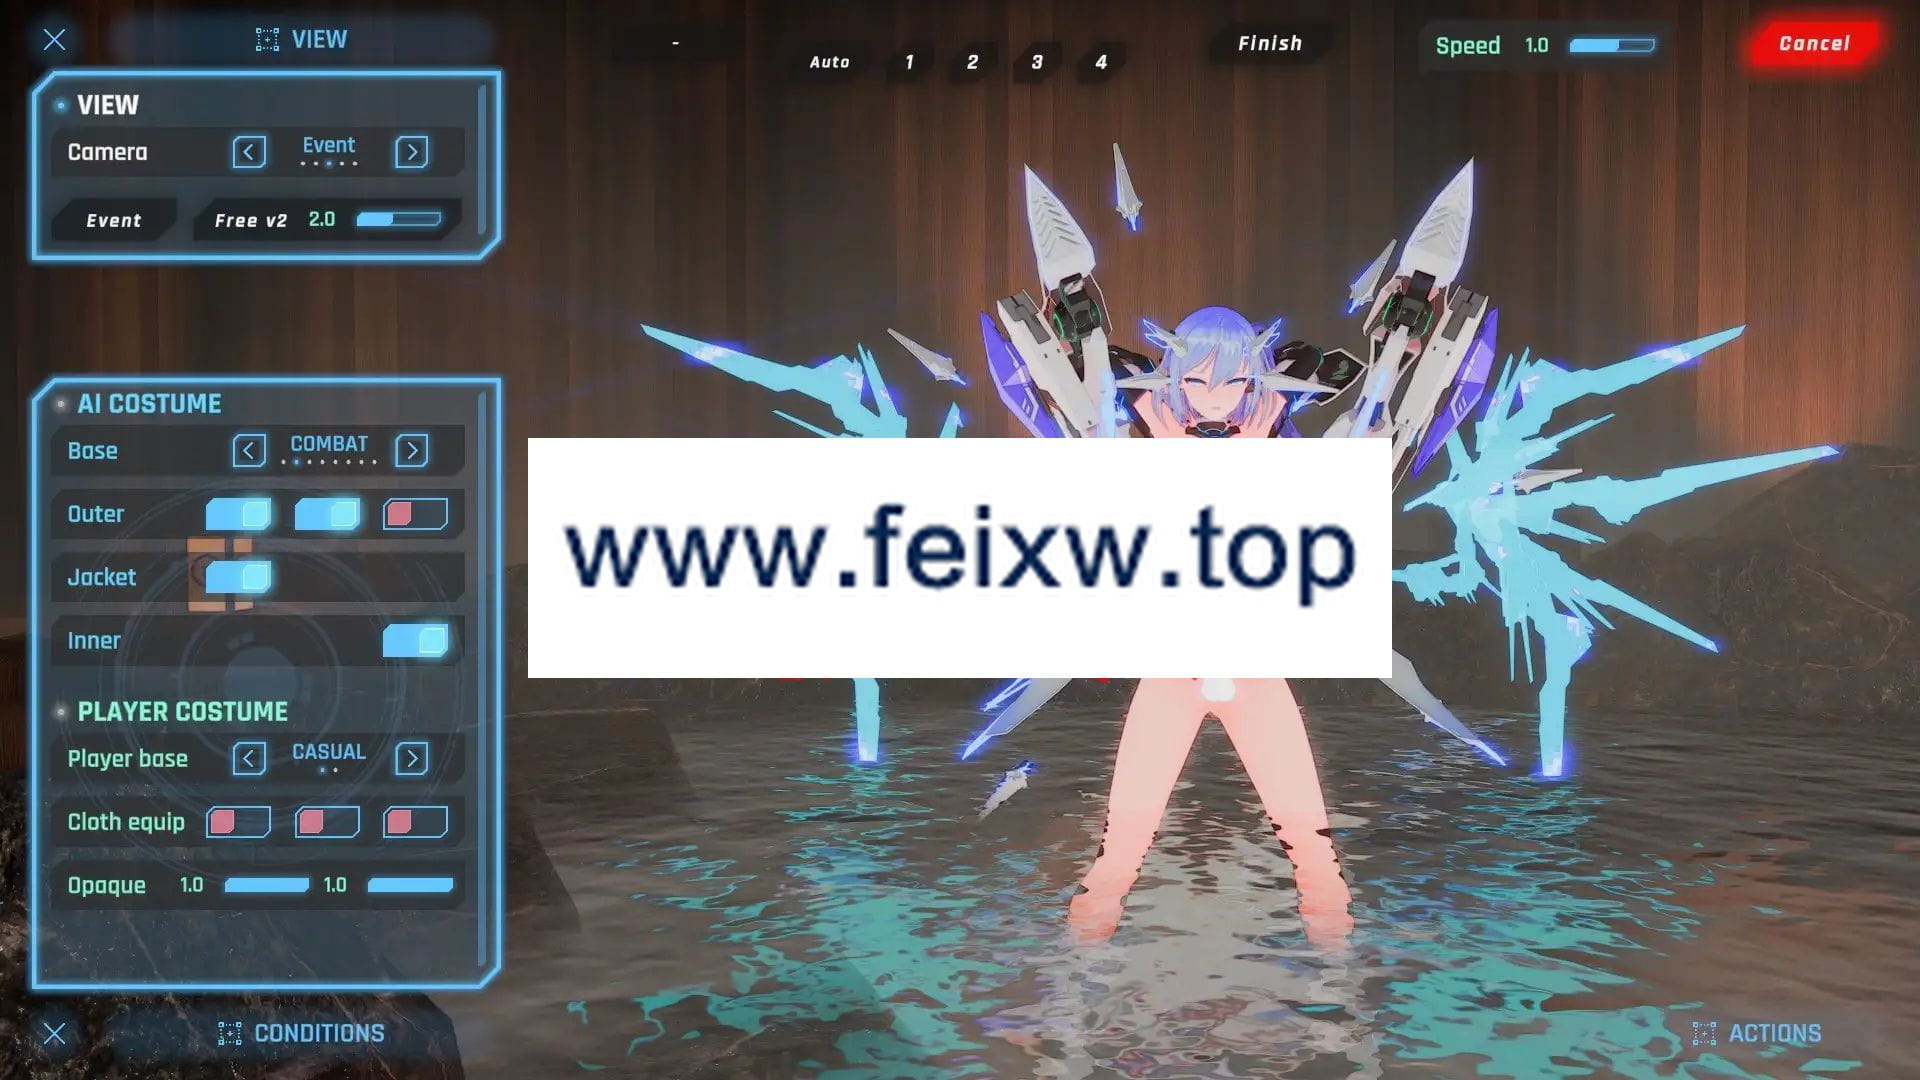 VIEW
- Auto 1 2 3 4 Finish Speed 1.0 Cancel
VIEW
Camera Event
Event Free v2 2.0
AI COSTUME
Base COMBAT
Outer
Jacket
Inner
PLAYER COSTUME
Player base CASUAL
Cloth equip
Opaque 1.0 1.0
www.feixw.top
CONDITIONS
ACTIONS